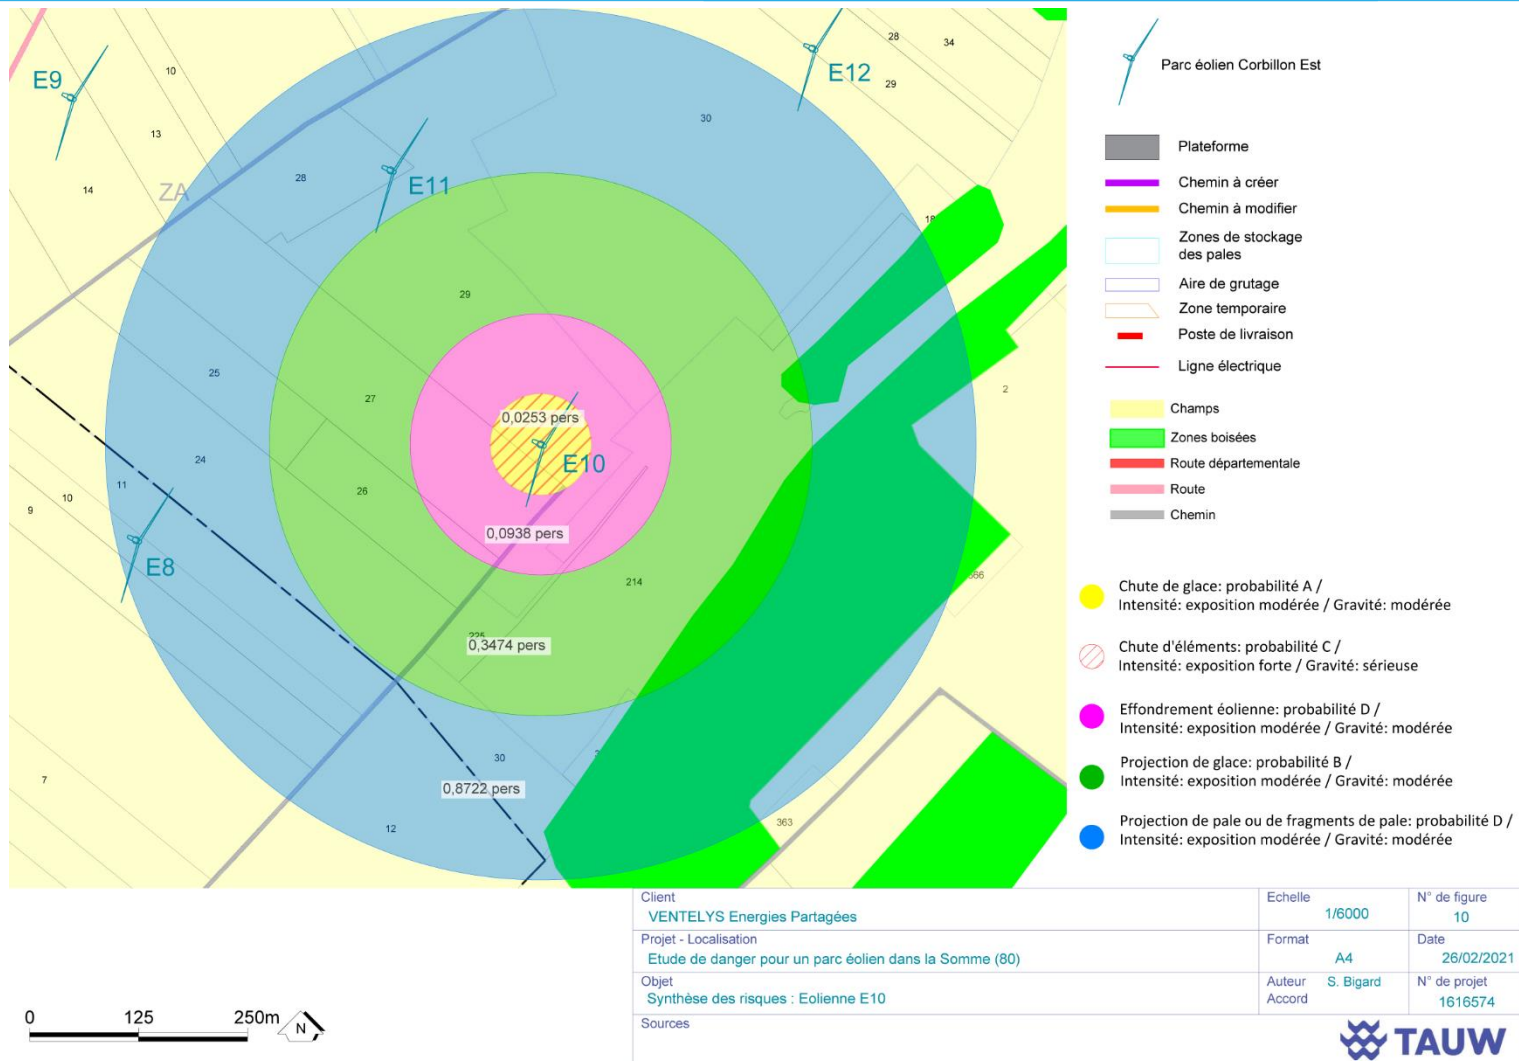 E9
10
13
14
ZA
28
E11
E12
28
34
29
30
18
29
25
27
24
26
11
10
9
E8
0,0253 pers
E10
0,0938 pers
214
225
0,3474 pers
2
366
30
0,8722 pers
12
7
363
Parc éolien Corbillon Est
Plateforme
Chemin à créer
Chemin à modifier
Zones de stockage
des pales
Aire de grutage
Zone temporaire
Poste de livraison
Ligne électrique
Champs
Zones boisées
Route départementale
Route
Chemin
Chute de glace: probabilité A /
Intensité: exposition modérée / Gravité: modérée
Chute d'éléments: probabilité C /
Intensité: exposition forte / Gravité: sérieuse
Effondrement éolienne: probabilité D /
Intensité: exposition modérée / Gravité: modérée
Projection de glace: probabilité B /
Intensité: exposition modérée / Gravité: modérée
Projection de pale ou de fragments de pale: probabilité D /
Intensité: exposition modérée / Gravité: modérée
Client
VENTELYS Energies Partagées
Echelle
1/6000
N° de figure
10
Projet - Localisation
Etude de danger pour un parc éolien dans la Somme (80)
Format
A4
Date
26/02/2021
Objet
Synthèse des risques : Eolienne E10
Auteur S. Bigard
Accord
N° de projet
1616574
Sources
TAUW
0 125 250m
N